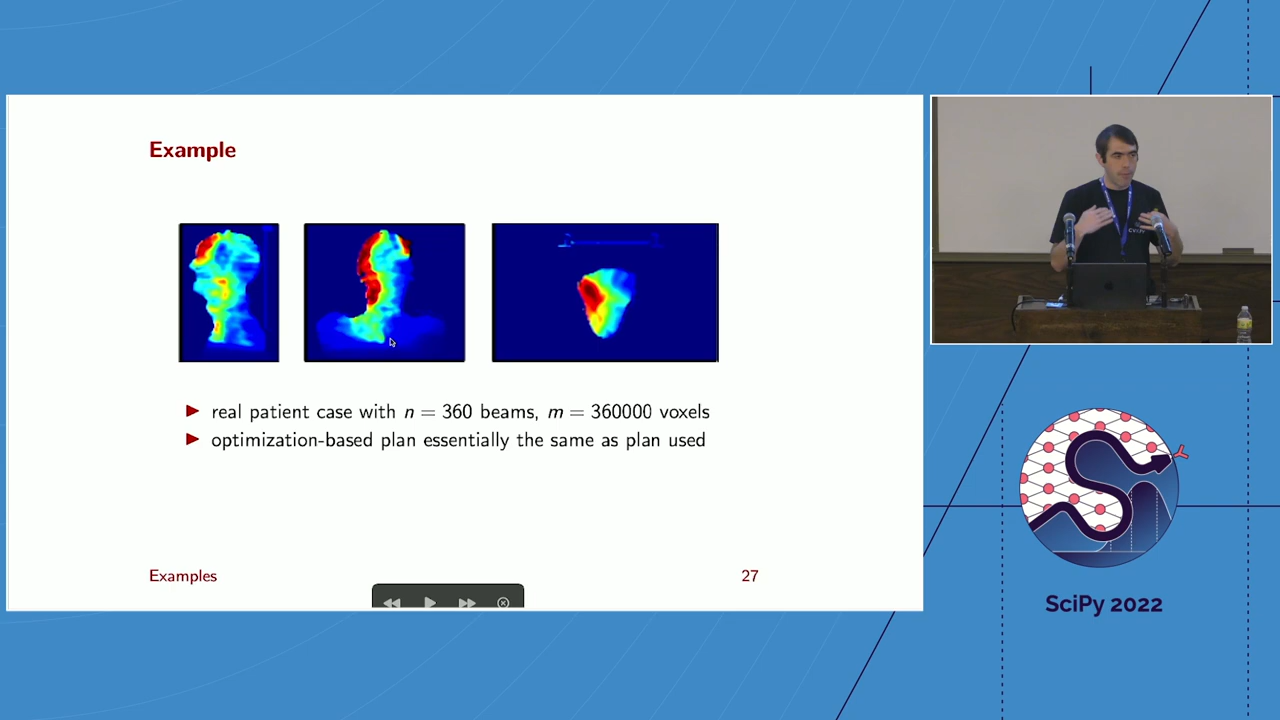 Example
► real patient case with n = 360 beams, m = 360000 voxels
► optimization-based plan essentially the same as plan used
Examples
27
SciPy 2022